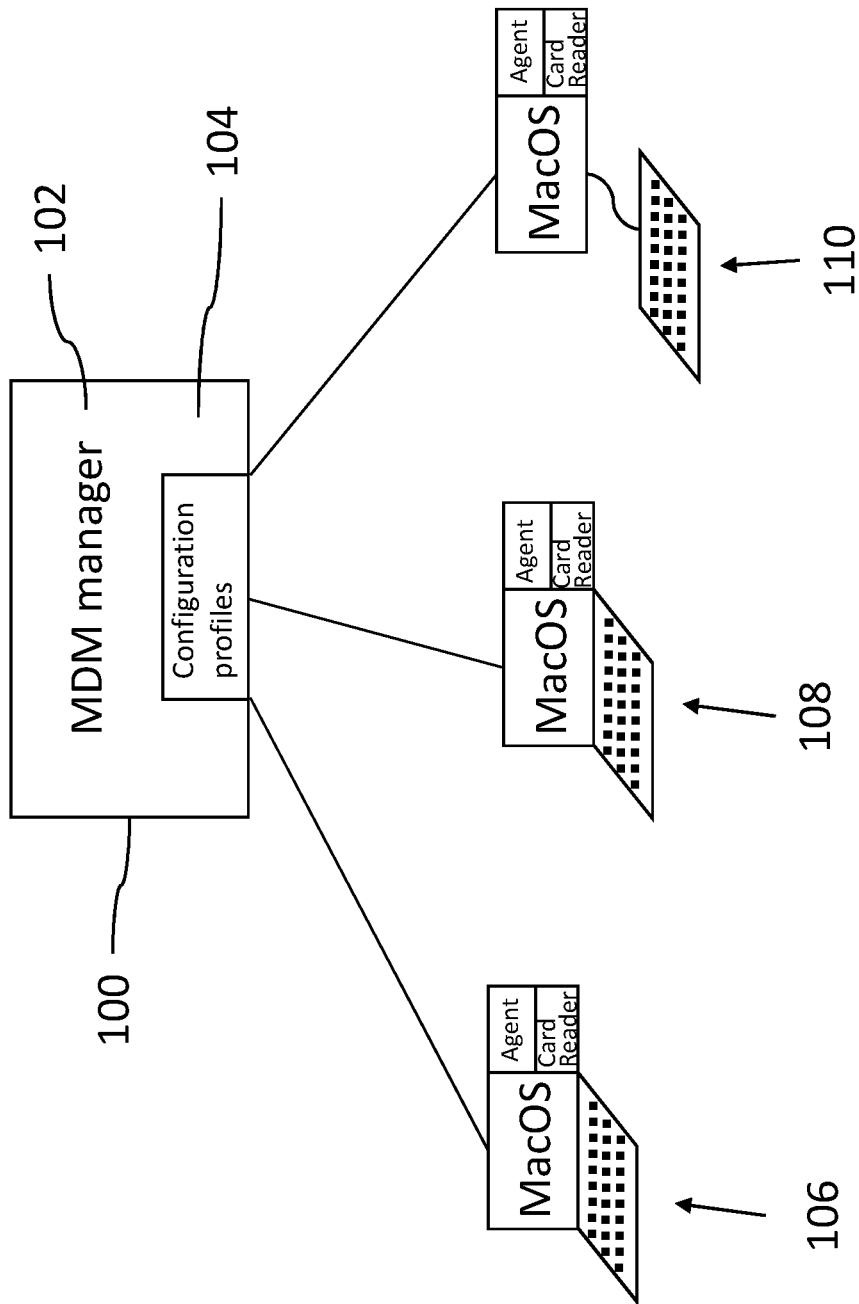 MDM manager
102
104
Configuration
profiles
100
MacOS
Agent
Card
Reader
106
MacOS
Agent
Card
Reader
108
MacOS
Agent
Card
Reader
110